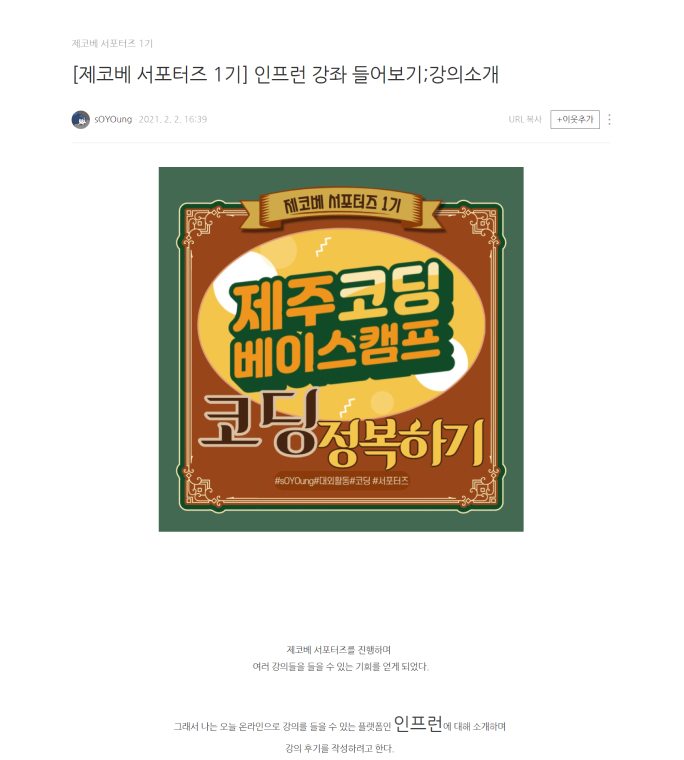 제코베 서포터즈 1기
[제코베 서포터즈 1기] 인프런 강좌 들어보기;강의소개
sOYOung · 2021. 2. 2. 16:39
URL 복사 +이웃추가
제코베 서포터즈 1기
제주코딩
베이스캠프
코딩정복하기
#sOYOung#대외활동#코딩 #서포터즈
제코베 서포터즈를 진행하며
여러 강의들을 들을 수 있는 기회를 얻게 되었다.
그래서 나는 오늘 온라인으로 강의를 들을 수 있는 플랫폼인 인프런에 대해 소개하며
강의 후기를 작성하려고 한다.